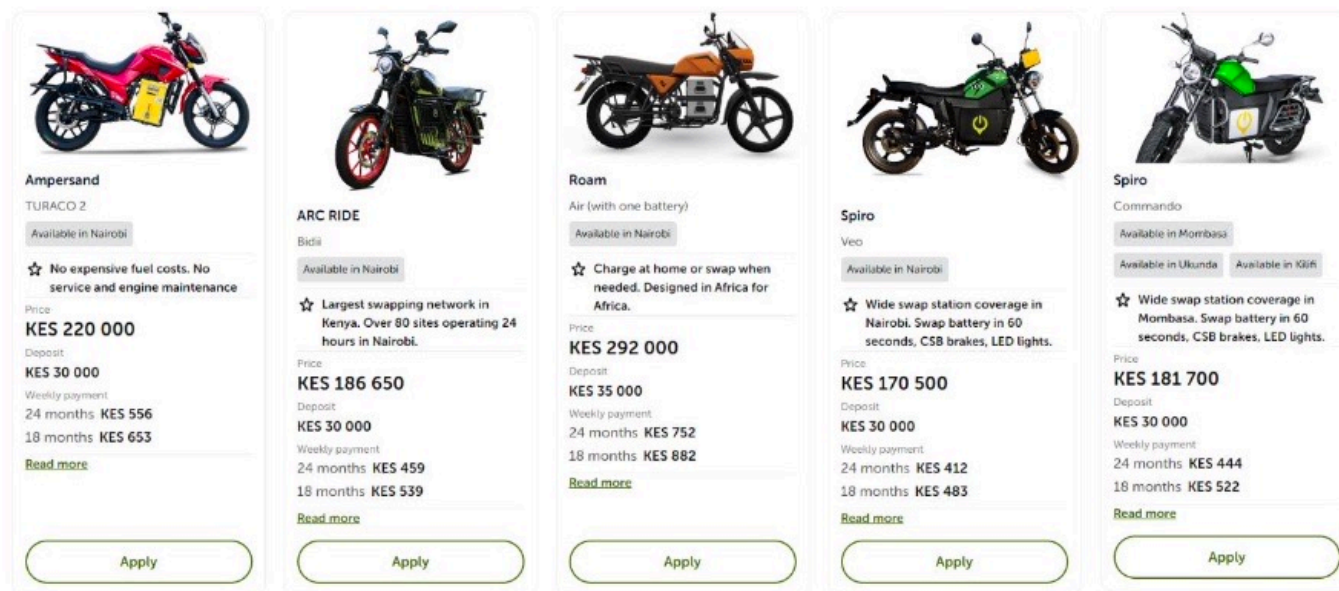 Ampersand
TURACO 2
Available in Nairobi
No expensive fuel costs. No
service and engine maintenance
Price
KES 220 000
Deposit
KES 30 000
Weekly payment
24 months KES 556
18 months KES 653
Read more
Apply
ARC RIDE
Bidii
Available in Nairobi
Largest swapping network in
Kenya. Over 80 sites operating 24
hours in Nairobi.
Price
KES 186 650
Deposit
KES 30 000
Weekly payment
24 months KES 459
18 months KES 539
Read more
Apply
Roam
Air (with one battery)
Available in Nairobi
Charge at home or swap when
needed. Designed in Africa for
Africa.
Price
KES 292 000
Deposit
KES 35 000
Weekly payment
24 months KES 752
18 months KES 882
Read more
Apply
Spiro
Veo
Available in Nairobi
Wide swap station coverage in
Nairobi. Swap battery in 60
seconds, CSB brakes, LED lights.
Price
KES 170 500
Deposit
KES 30 000
Weekly payment
24 months KES 412
18 months KES 483
Read more
Apply
Spiro
Commando
Available in Mombasa
Available in Ukunda Available in Kilifi
Wide swap station coverage in
Mombasa. Swap battery in 60
seconds, CSB brakes, LED lights.
Price
KES 181 700
Deposit
KES 30 000
Weekly payment
24 months KES 444
18 months KES 522
Read more
Apply